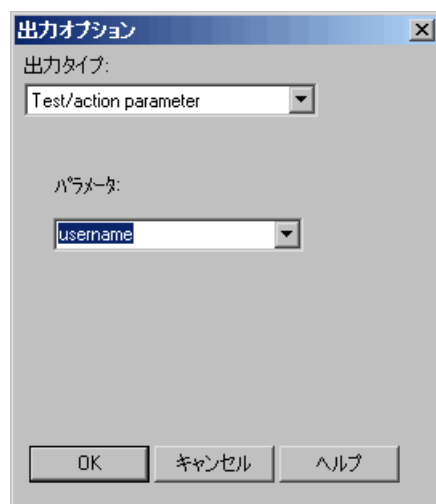 出力オプション
出力タイプ:
Test/action parameter
パラメータ:
username
OK キャンセル ヘルプ